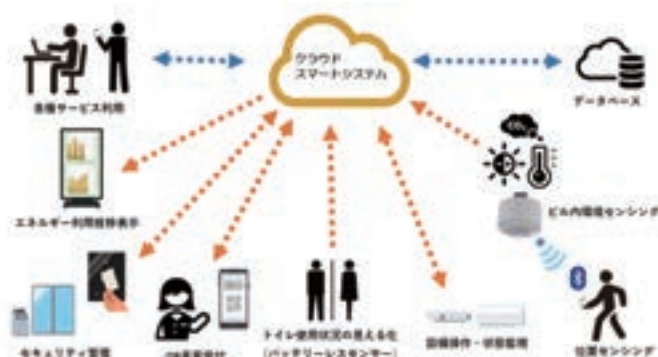 クラウド
スマートシステム
各種サービス利用
データベース
CO₂
エネルギー利用推移表示
ビル内環境センシング
セキュリティ管理
トイレ使用状況の見える化
(バッテリーレスセンサー)
設備操作・状態監視
位置センシング